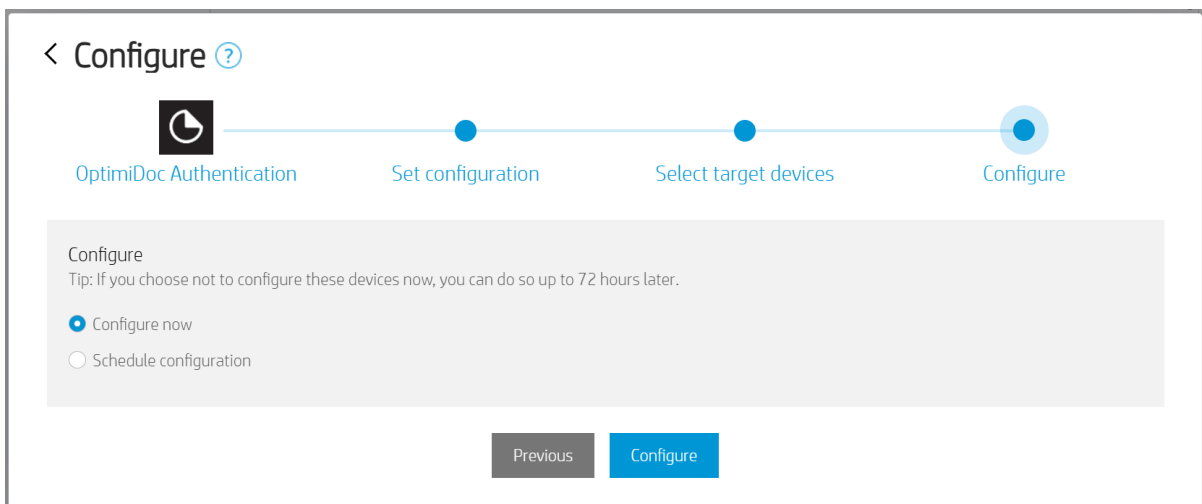 Configure ?
OptimiDoc Authentication Set configuration Select target devices Configure
Configure
Tip: If you choose not to configure these devices now, you can do so up to 72 hours later.
Configure now
Schedule configuration
Previous Configure